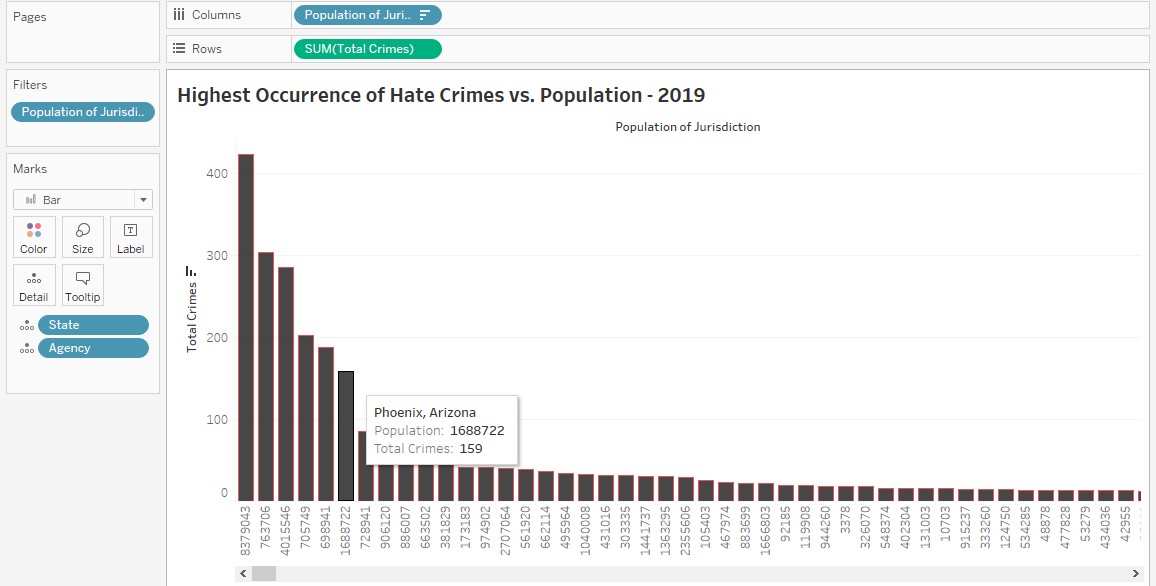 Pages
Columns
Population of Juri..
Rows
SUM(Total Crimes)
Filters
Population of Jurisdi..
Marks
Bar
Color
Size
Label
Detail
Tooltip
State
Agency
Highest Occurrence of Hate Crimes vs. Population - 2019
Population of Jurisdiction
Total Crimes
400
300
200
100
0
Phoenix, Arizona
Population: 1688722
Total Crimes: 159
8379043
763706
4015546
705749
698941
1688722
728941
906120
886007
663502
381829
173183
974902
2707064
561920
662114
495964
1040008
431016
303335
1441737
1363295
2355606
105403
467974
883699
1666803
92185
119908
944260
3378
326070
548374
402304
131003
10703
915237
333260
124750
534285
48878
477828
53279
434036
42955